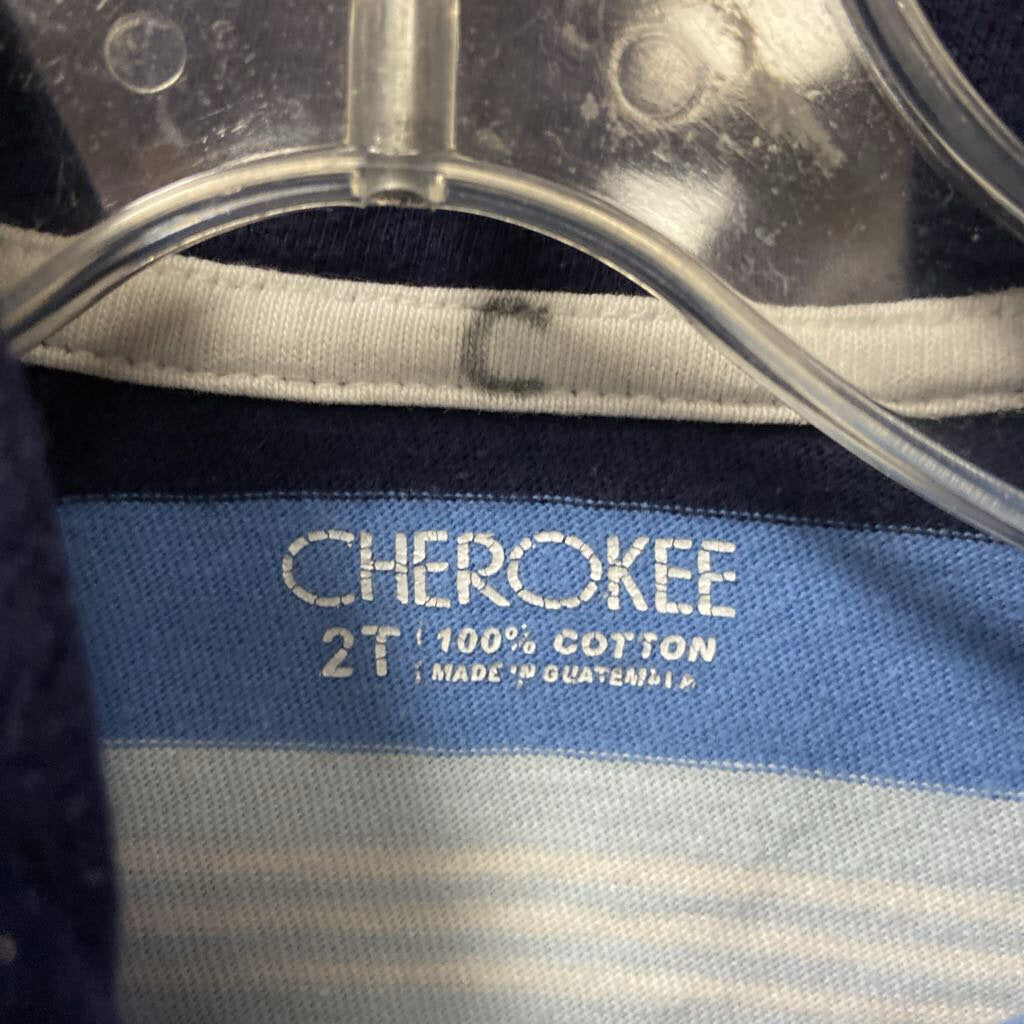 C
CHEROKEE
2T 100% COTTON
MADE IN GUATEMALA